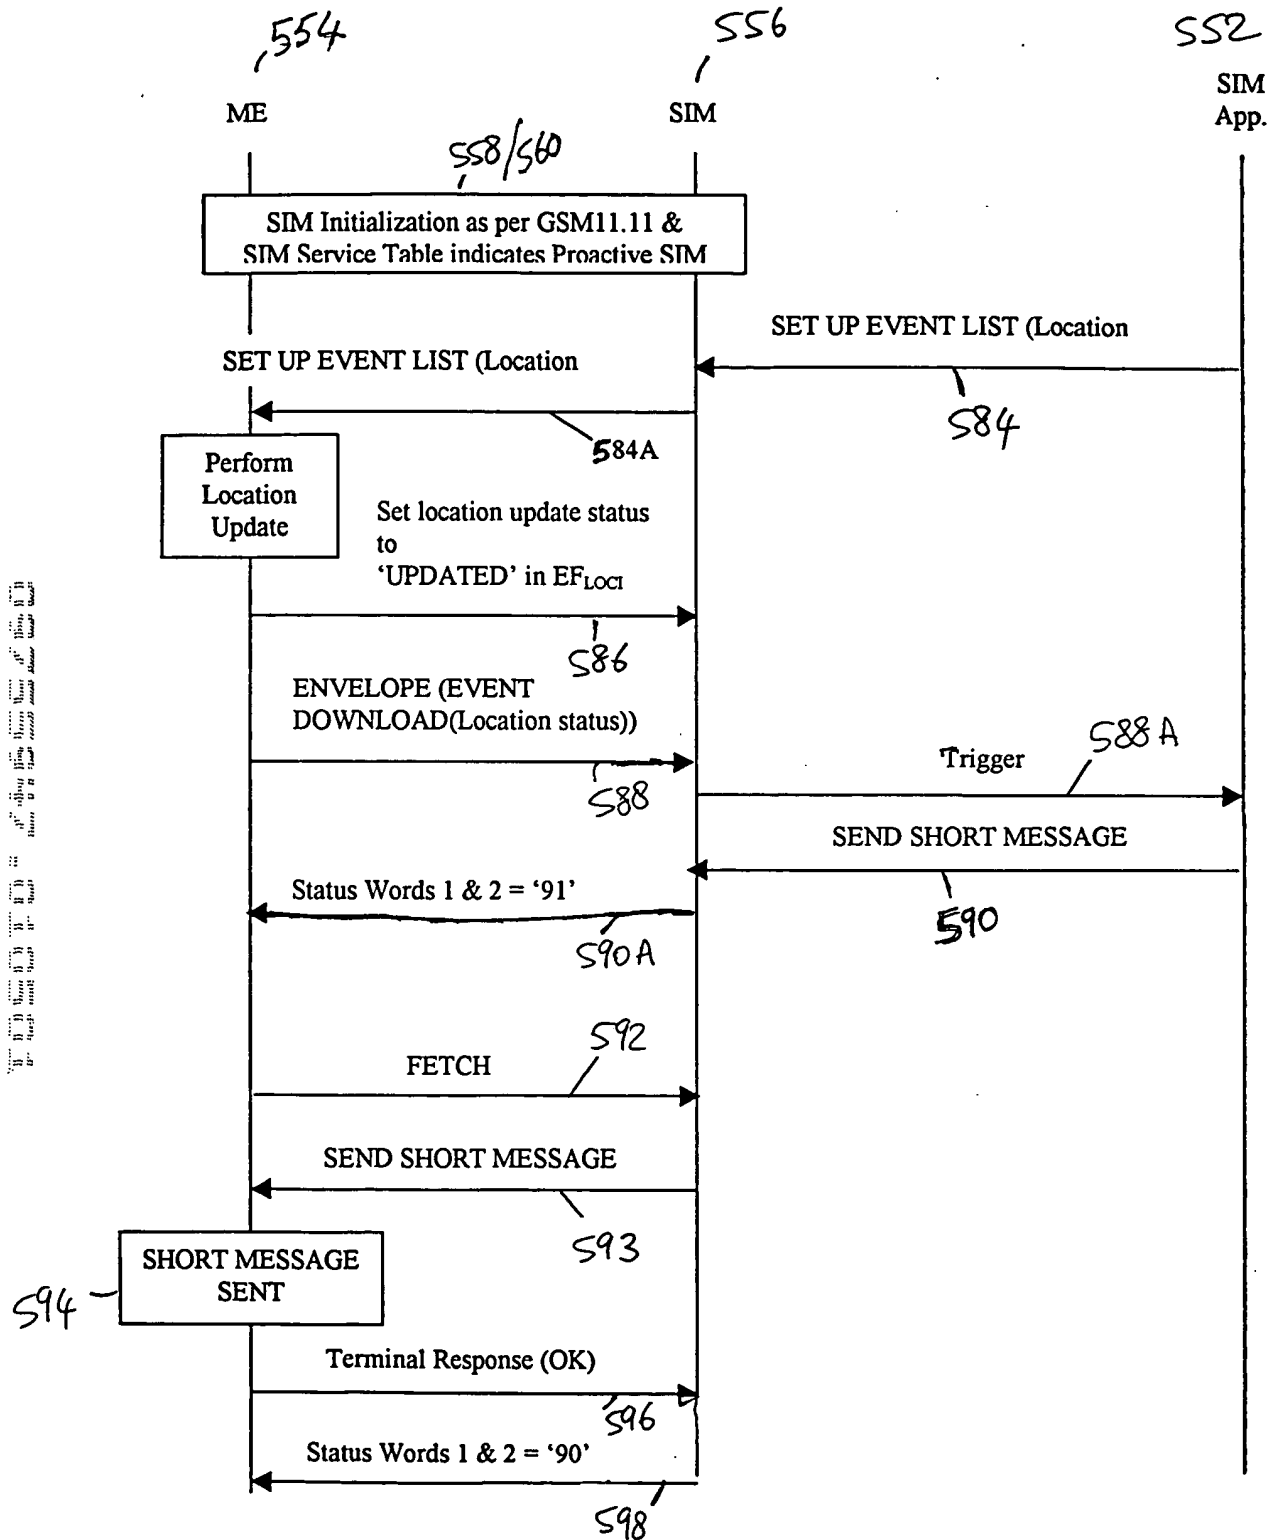 554
556
552
ME
SIM
SIM
App.
558/560
SIM Initialization as per GSM11.11 &
SIM Service Table indicates Proactive SIM
SET UP EVENT LIST (Location
584
SET UP EVENT LIST (Location
584A
Perform
Location
Update
Set location update status
to
‘UPDATED’ in EFLOCI
586
ENVELOPE (EVENT
DOWNLOAD(Location status))
588
Trigger
588A
SEND SHORT MESSAGE
590
Status Words 1 & 2 = ‘91’
590A
FETCH
592
SEND SHORT MESSAGE
593
SHORT MESSAGE
SENT
594
Terminal Response (OK)
596
Status Words 1 & 2 = ‘90’
598